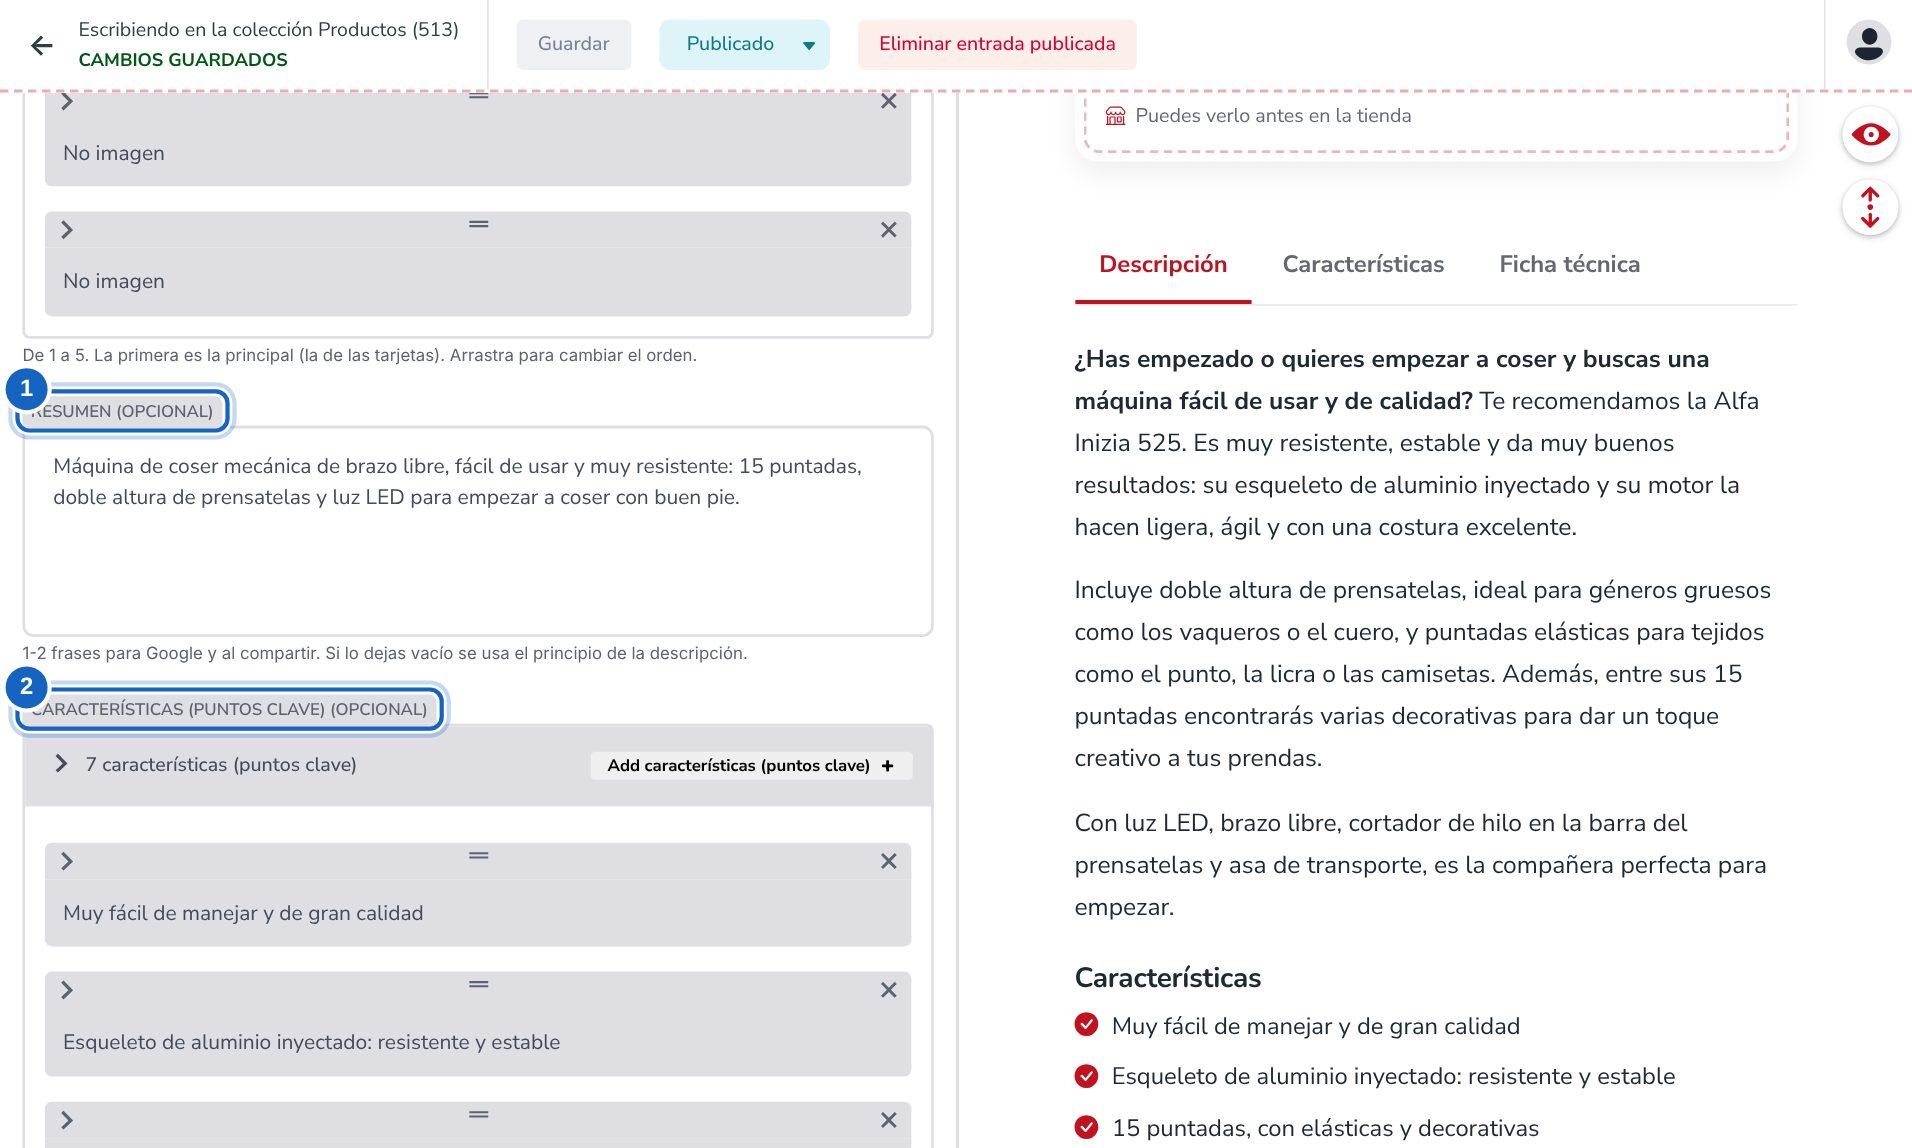 Escribiendo en la colección Productos (513)
CAMBIOS GUARDADOS
Guardar
Publicado
Eliminar entrada publicada
No imagen
No imagen
De 1 a 5. La primera es la principal (la de las tarjetas). Arrastra para cambiar el orden.
1
RESUMEN (OPCIONAL)
Máquina de coser mecánica de brazo libre, fácil de usar y muy resistente: 15 puntadas,
doble altura de prensatelas y luz LED para empezar a coser con buen pie.
1-2 frases para Google y al compartir. Si lo dejas vacío se usa el principio de la descripción.
2
CARACTERÍSTICAS (PUNTOS CLAVE) (OPCIONAL)
7 características (puntos clave)
Add características (puntos clave) +
Muy fácil de manejar y de gran calidad
Esqueleto de aluminio inyectado: resistente y estable
Puedes verlo antes en la tienda
Descripción
Características
Ficha técnica
¿Has empezado o quieres empezar a coser y buscas una
máquina fácil de usar y de calidad? Te recomendamos la Alfa
Inizia 525. Es muy resistente, estable y da muy buenos
resultados: su esqueleto de aluminio inyectado y su motor la
hacen ligera, ágil y con una costura excelente.
Incluye doble altura de prensatelas, ideal para géneros gruesos
como los vaqueros o el cuero, y puntadas elásticas para tejidos
como el punto, la licra o las camisetas. Además, entre sus 15
puntadas encontrarás varias decorativas para dar un toque
creativo a tus prendas.
Con luz LED, brazo libre, cortador de hilo en la barra del
prensatelas y asa de transporte, es la compañera perfecta para
empezar.
Características
Muy fácil de manejar y de gran calidad
Esqueleto de aluminio inyectado: resistente y estable
15 puntadas, con elásticas y decorativas